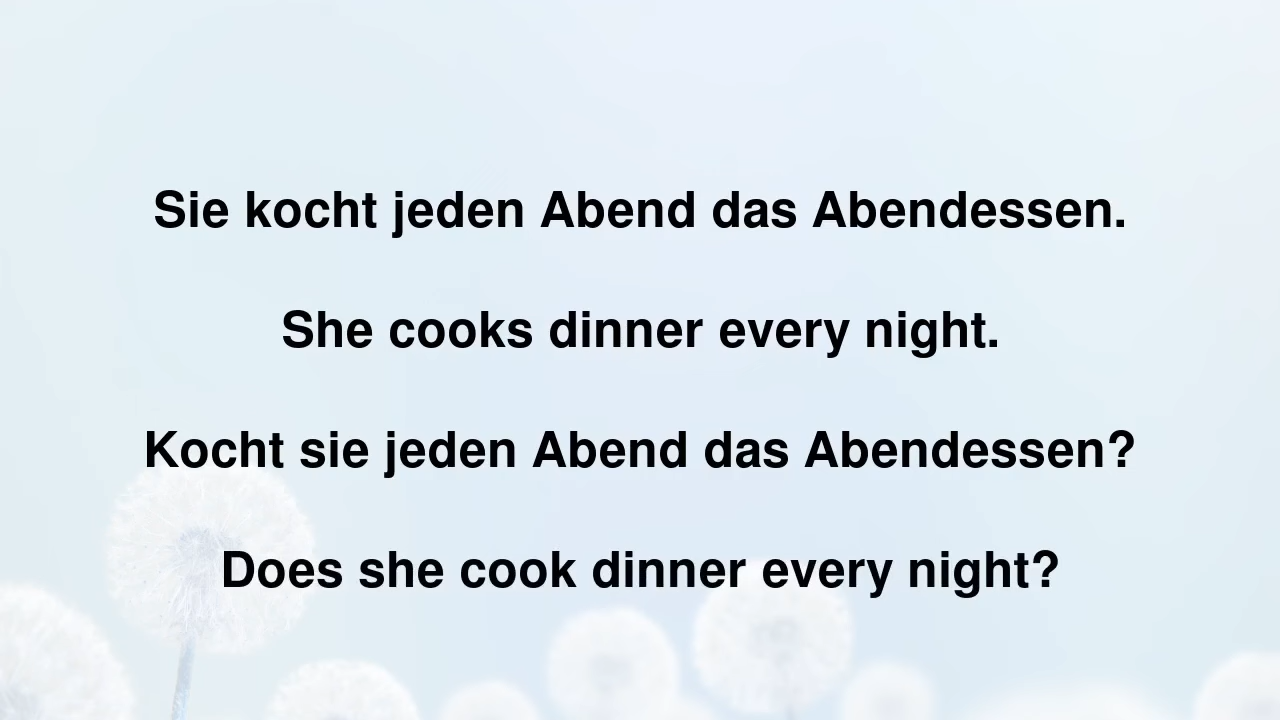 Sie kocht jeden Abend das Abendessen.
She cooks dinner every night.
Kocht sie jeden Abend das Abendessen?
Does she cook dinner every night?